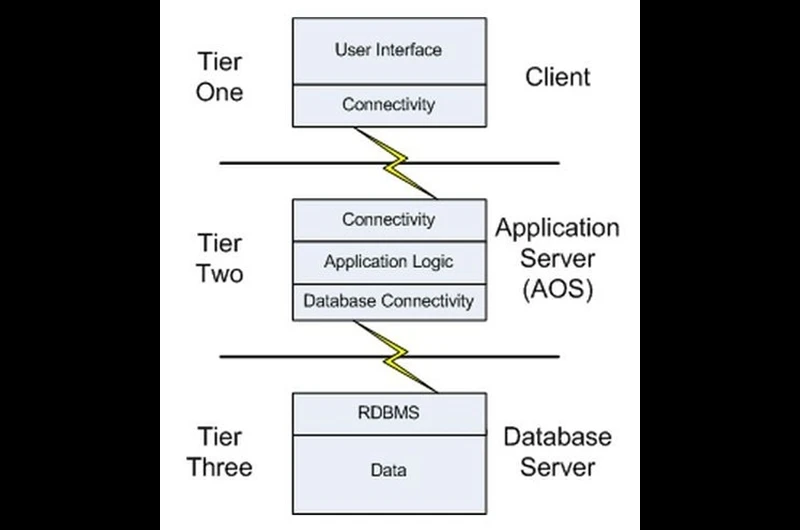 Tier
One
User Interface
Connectivity
Client
Tier
Two
Connectivity
Application Logic
Database Connectivity
Application
Server
(AOS)
Tier
Three
RDBMS
Data
Database
Server